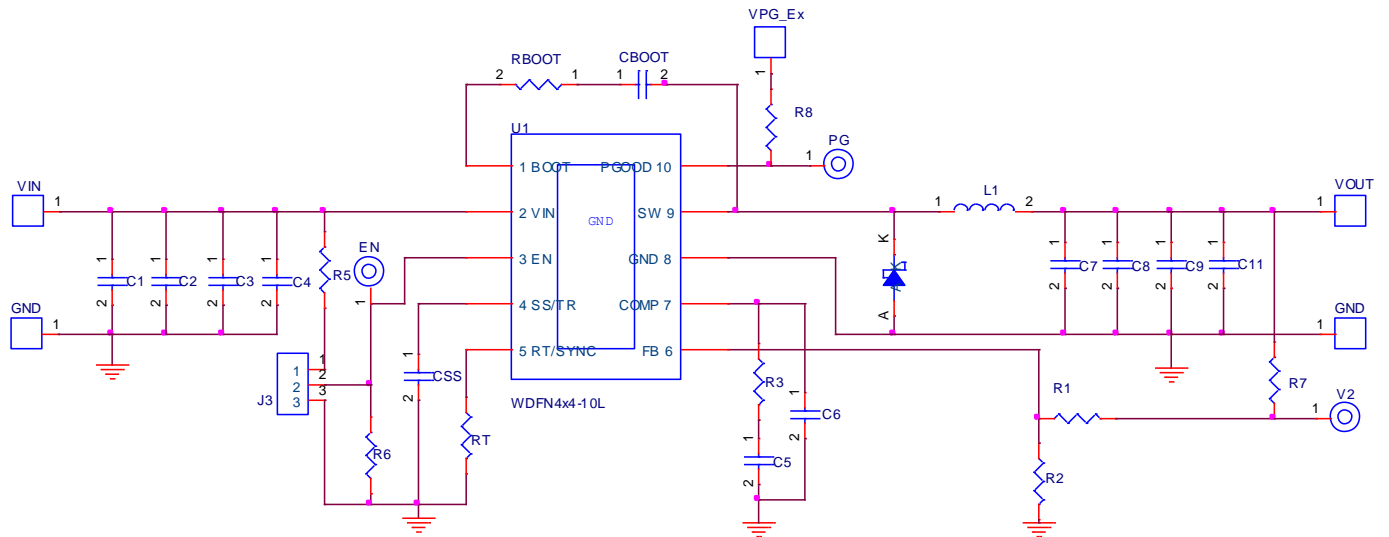 VPG_Ex
1
RBOOT
CBOOT
2
1
1
2
R8
U1
PG
1
1 BOOT
PGOOD 10
VIN
1
2 VIN
SW 9
GND
L1
1
2
VOUT
1
EN
1
3 EN
GND 8
K
A
1
2
C1
1
2
C2
1
2
C3
1
2
C4
R5
1
2
C7
1
2
C8
1
2
C9
1
2
C11
GND
1
4 SS/TR
COMP 7
GND
1
5 RT/SYNC
FB 6
J3
1
2
3
1
2
3
1
CSS
2
WDFN4x4-10L
R3
1
C6
2
R1
R7
V2
1
R6
RT
1
C5
2
R2